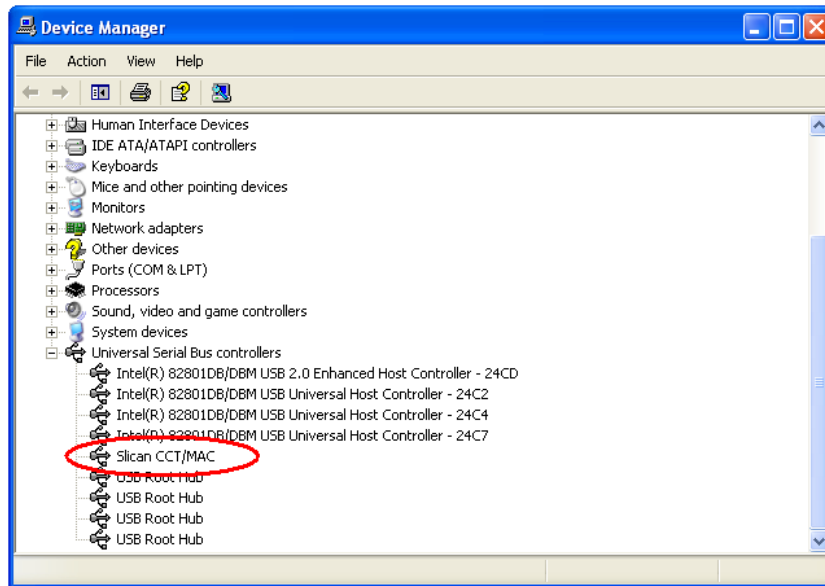 Device Manager
File Action View Help
Human Interface Devices
IDE ATA/ATAPI controllers
Keyboards
Mice and other pointing devices
Monitors
Network adapters
Other devices
Ports (COM & LPT)
Processors
Sound, video and game controllers
System devices
Universal Serial Bus controllers
Intel(R) 82801DB/DBM USB 2.0 Enhanced Host Controller - 24CD
Intel(R) 82801DB/DBM USB Universal Host Controller - 24C2
Intel(R) 82801DB/DBM USB Universal Host Controller - 24C4
Intel(R) 82801DB/DBM USB Universal Host Controller - 24C7
Slican CCT/MAC
USB Root Hub
USB Root Hub
USB Root Hub
USB Root Hub